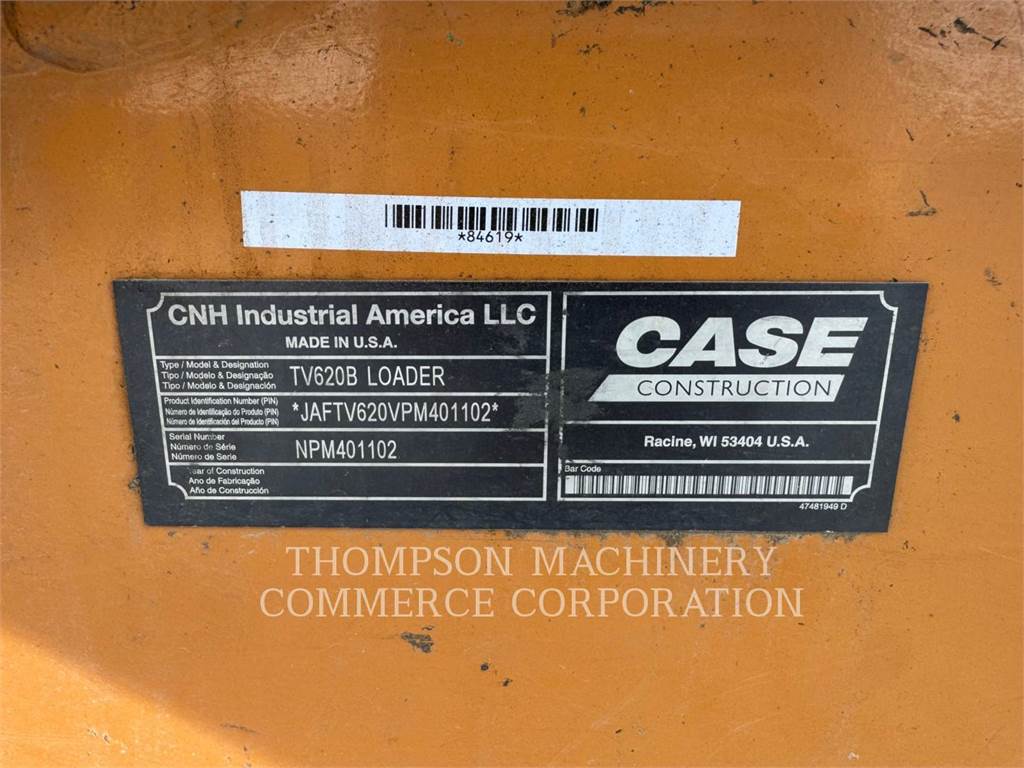 *84619*
CNH Industrial America LLC
MADE IN U.S.A.
Type / Model & Designation
Tipo / Modelo & Designação
Tipo / Modelo & Designación
TV620B LOADER
Product Identification Number (PIN)
Número de Identificação do Produto (PIN)
Número de Identificación del Producto (PIN)
*JAFTV620VPM401102*
Serial Number
Número de Série
Número de Serie
NPM401102
of Construction
Ano de Fabricação
Año de Construcción
CASE
CONSTRUCTION
Racine, WI 53404 U.S.A.
Bar Code
47481949 D
THOMPSON MACHINERY
COMMERCE CORPORATION